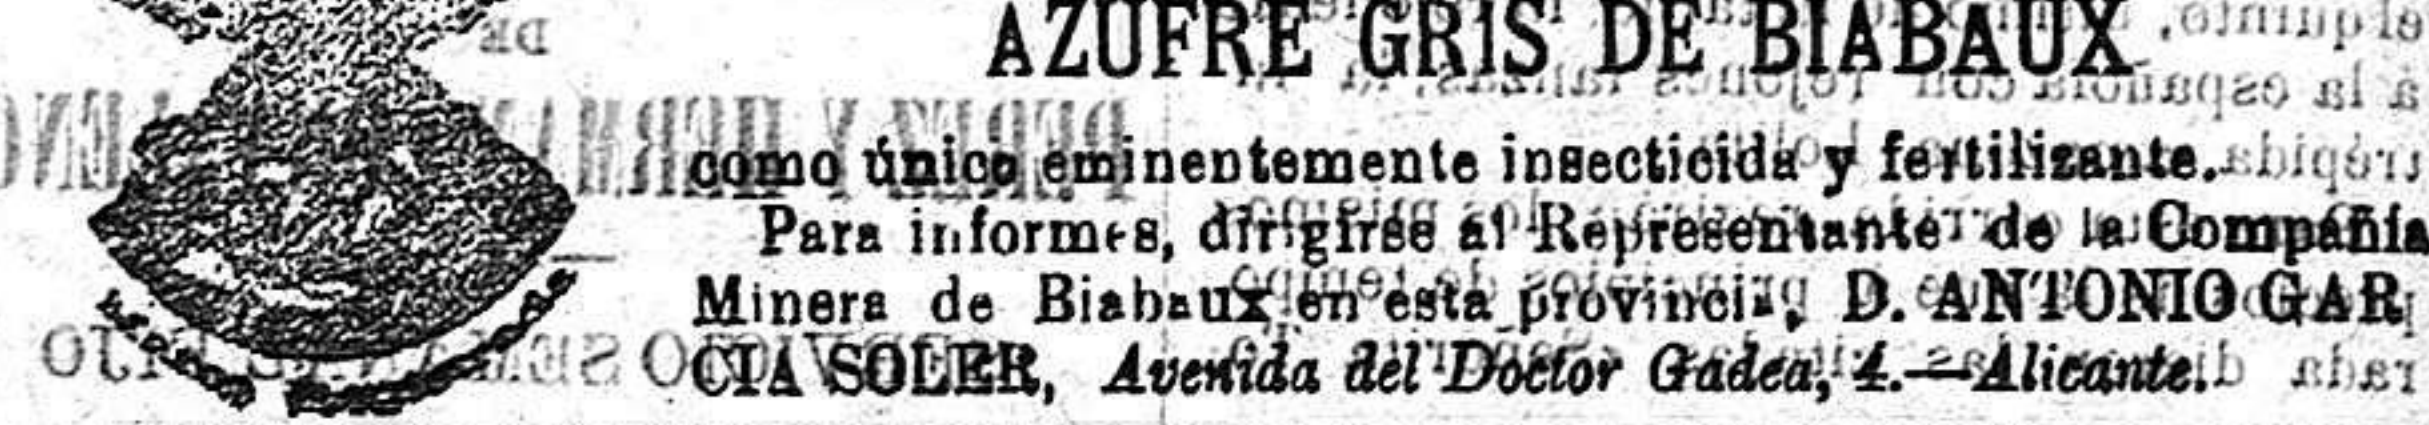 AZUFRE GRIS DE BIABAUX
como único eminentemente insecticida y fertilizante.
Para informes, dirigirse al Representante de la Compañía
Minera de Biabaux en esta provincia, D. ANTONIO GAR
CIA SOLER, Avenida del Doctor Gadea, 4.—Alicante.